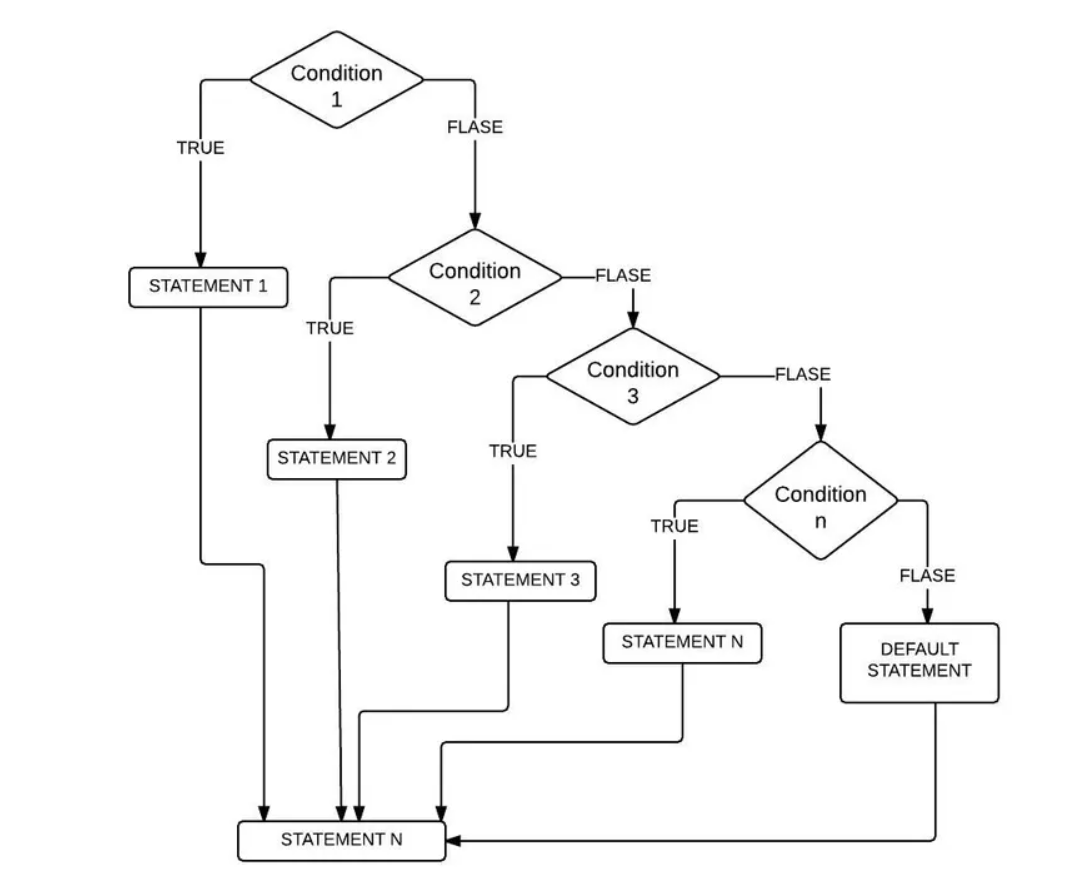 Condition
1
TRUE
FLASE
STATEMENT 1
Condition
2
TRUE
FLASE
Condition
3
TRUE
FLASE
STATEMENT 2
Condition
n
TRUE
FLASE
STATEMENT 3
STATEMENT N
DEFAULT
STATEMENT
STATEMENT N